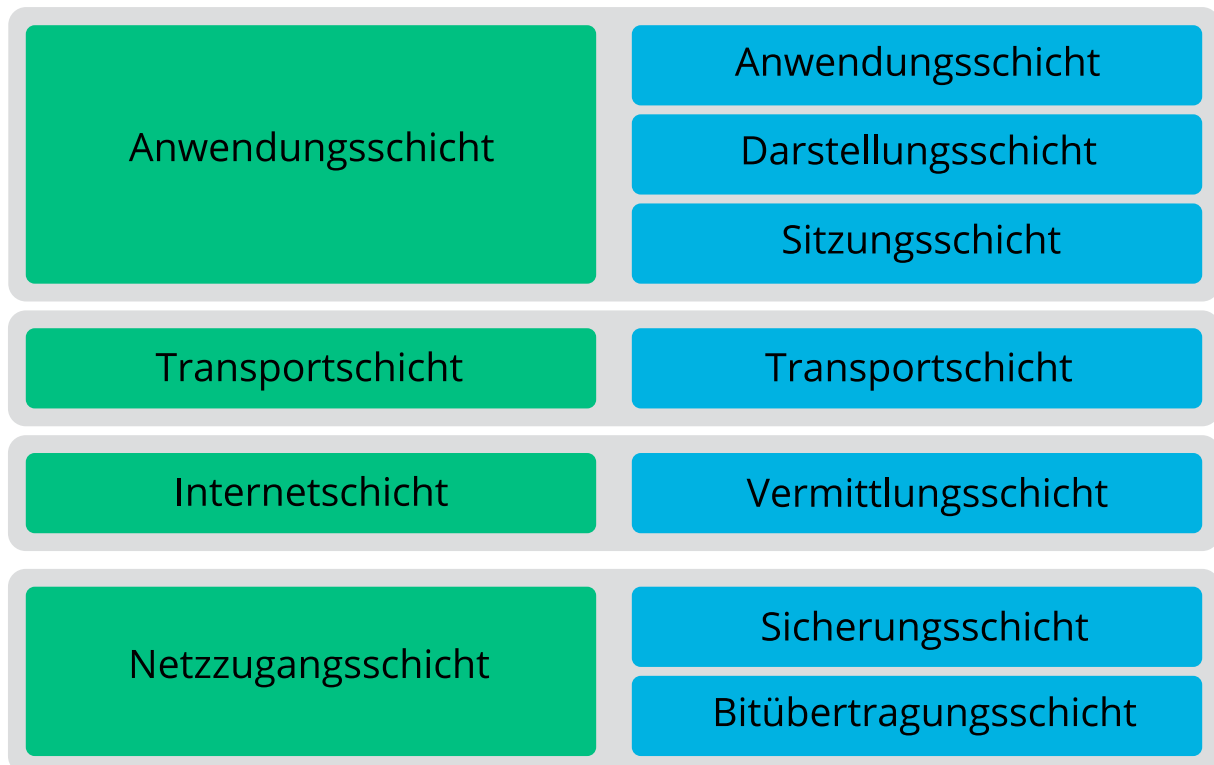 Anwendungsschicht
Anwendungsschicht
Darstellungsschicht
Sitzungsschicht
Transportschicht
Transportschicht
Internetschicht
Vermittlungsschicht
Netzzugangsschicht
Sicherungsschicht
Bitübertragungsschicht